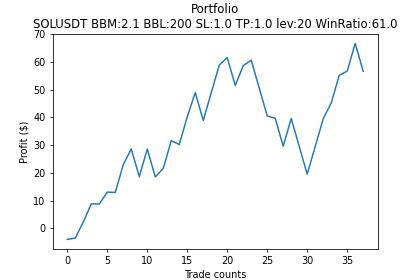 Portfolio
SOLUSDT BBM:2.1 BBL:200 SL:1.0 TP:1.0 lev:20 WinRatio:61.0
70
60
50
40
30
20
10
0
Profit ($)
0 5 10 15 20 25 30 35
Trade counts